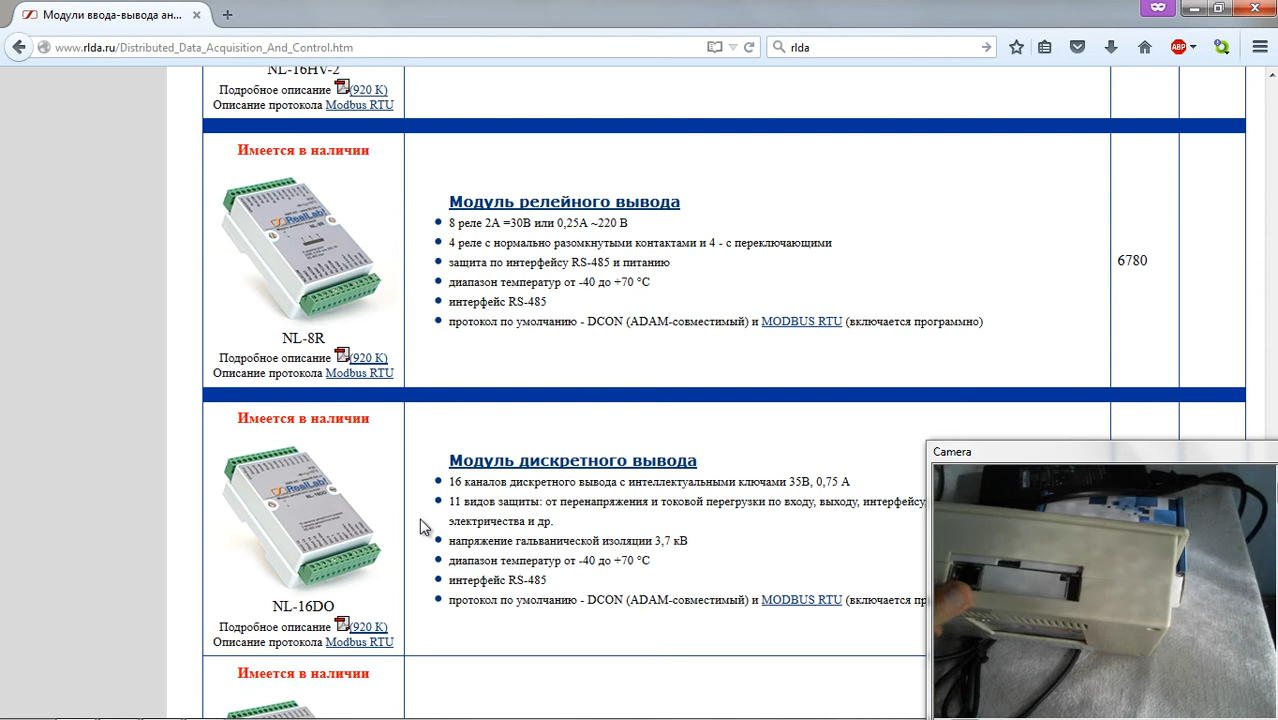 Модули ввода-вывода ан...
www.rlda.ru/Distributed_Data_Acquisition_And_Control.htm
rlda
ABP
NL-16HV-2
Подробное описание (920 K)
Описание протокола Modbus RTU
Имеется в наличии
RealLab!
NL-8R
Подробное описание (920 K)
Описание протокола Modbus RTU
Модуль релейного вывода
8 реле 2А =30В или 0,25А ~220 В
4 реле с нормально разомкнутыми контактами и 4 - с переключающими
защита по интерфейсу RS-485 и питанию
диапазон температур от -40 до +70 °C
интерфейс RS-485
протокол по умолчанию - DCON (ADAM-совместимый) и MODBUS RTU (включается программно)
6780
Имеется в наличии
RealLab!
NL-16DO
Подробное описание (920 K)
Описание протокола Modbus RTU
Модуль дискретного вывода
16 каналов дискретного вывода с интеллектуальными ключами 35В, 0,75 А
11 видов защиты: от перенапряжения и токовой перегрузки по входу, выходу, интерфейсу,
электричества и др.
напряжение гальванической изоляции 3,7 кВ
диапазон температур от -40 до +70 °C
интерфейс RS-485
протокол по умолчанию - DCON (ADAM-совместимый) и MODBUS RTU (включается пр
Camera
Имеется в наличии